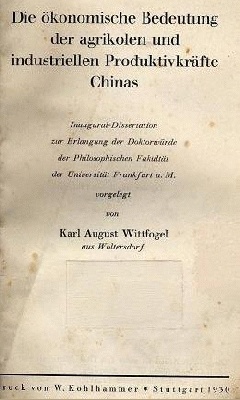 Die ökonomische Bedeutung
der agrikolen und
industriellen Produktivkräfte
Chinas
Inaugural-Dissertation
zur Erlangung der Doktorwürde
der Philosophischen Fakultät
der Universität Frankfurt a. M.
vorgelegt
von
Karl August Wittfogel
aus Woltersdorf
ruck von W. Kohlhammer • Stuttgart 1930